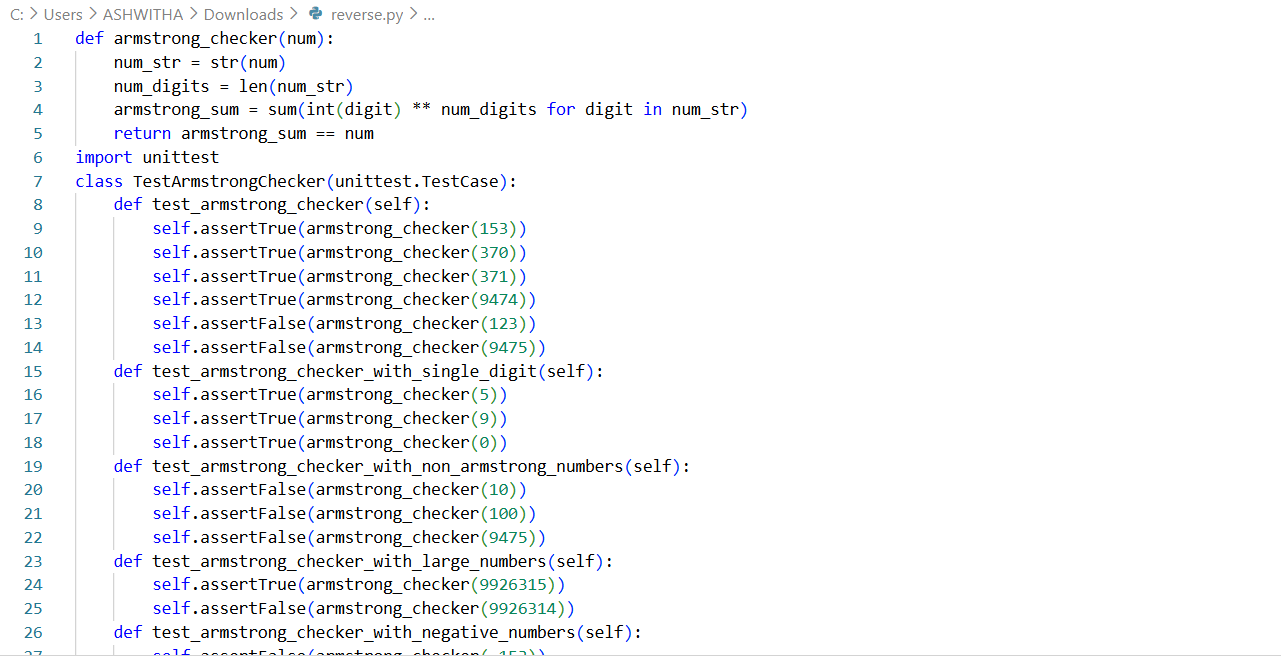 C: > Users > ASHWITHA > Downloads > reverse.py > ...
1 def armstrong_checker(num):
2     num_str = str(num)
3     num_digits = len(num_str)
4     armstrong_sum = sum(int(digit) ** num_digits for digit in num_str)
5     return armstrong_sum == num
6 import unittest
7 class TestArmstrongChecker(unittest.TestCase):
8     def test_armstrong_checker(self):
9         self.assertTrue(armstrong_checker(153))
10         self.assertTrue(armstrong_checker(370))
11         self.assertTrue(armstrong_checker(371))
12         self.assertTrue(armstrong_checker(9474))
13         self.assertFalse(armstrong_checker(123))
14         self.assertFalse(armstrong_checker(9475))
15     def test_armstrong_checker_with_single_digit(self):
16         self.assertTrue(armstrong_checker(5))
17         self.assertTrue(armstrong_checker(9))
18         self.assertTrue(armstrong_checker(0))
19     def test_armstrong_checker_with_non_armstrong_numbers(self):
20         self.assertFalse(armstrong_checker(10))
21         self.assertFalse(armstrong_checker(100))
22         self.assertFalse(armstrong_checker(9475))
23     def test_armstrong_checker_with_large_numbers(self):
24         self.assertTrue(armstrong_checker(9926315))
25         self.assertFalse(armstrong_checker(9926314))
26     def test_armstrong_checker_with_negative_numbers(self):
27         self.assertFalse(armstrong_checker(-153))